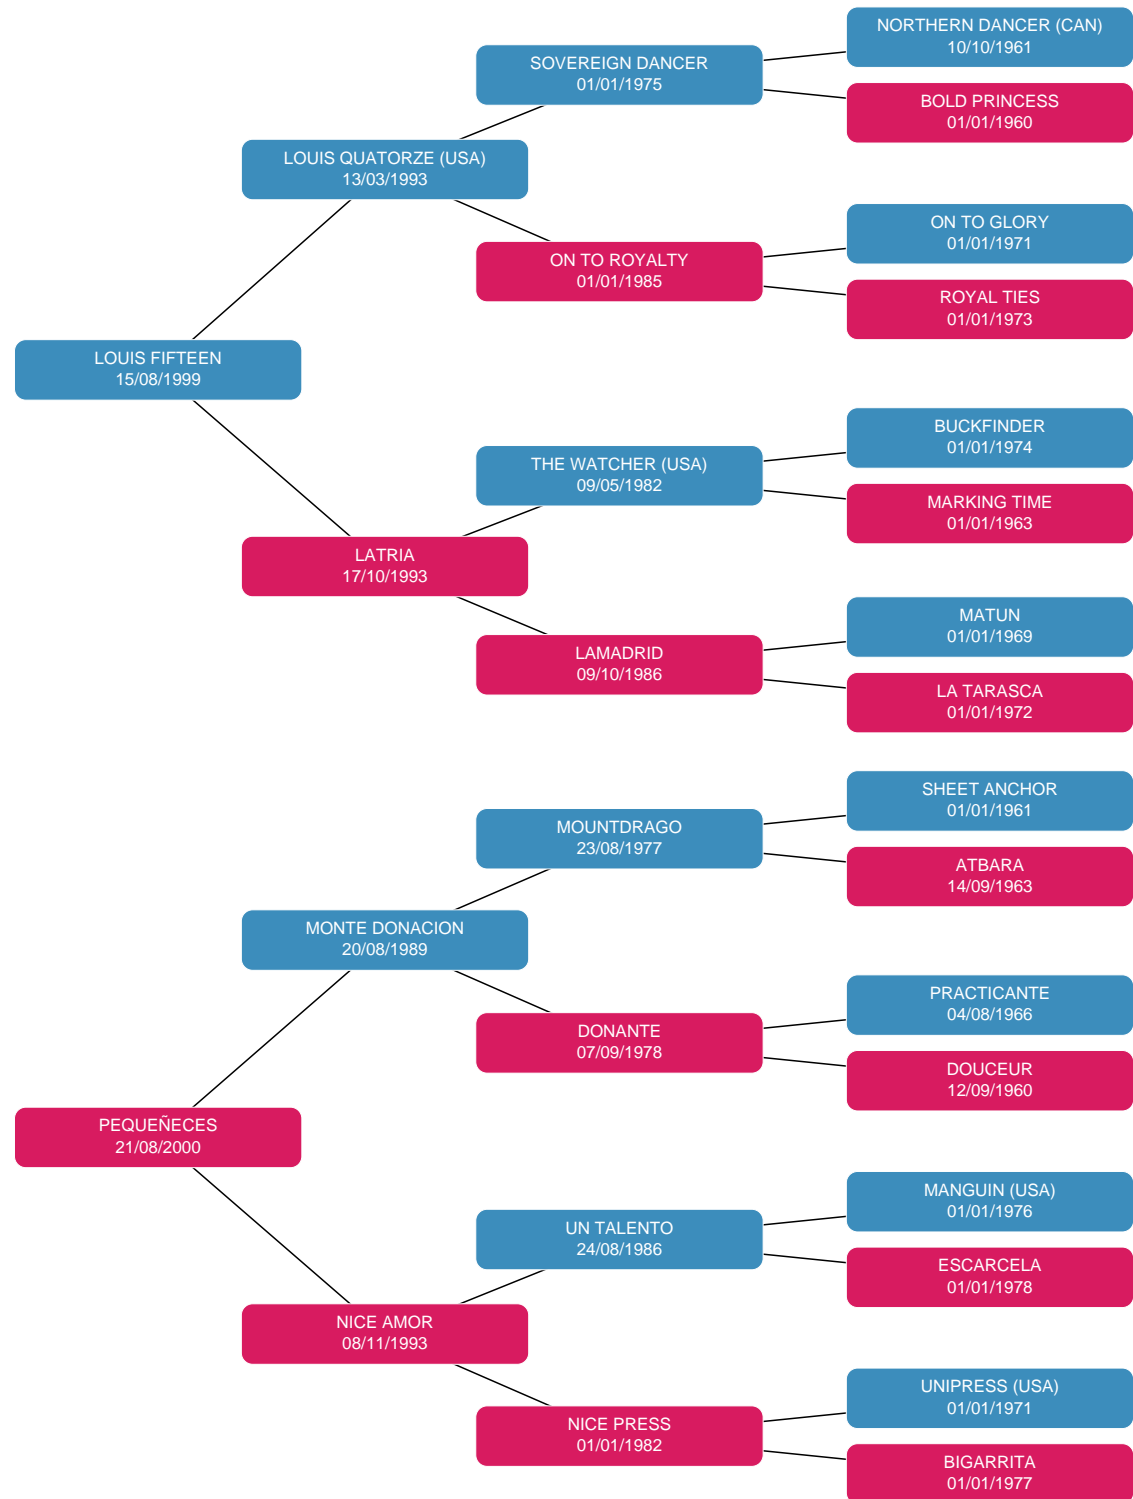 NORTHERN DANCER (CAN)
10/10/1961
SOVEREIGN DANCER
01/01/1975
BOLD PRINCESS
01/01/1960
LOUIS QUATORZE (USA)
13/03/1993
ON TO GLORY
01/01/1971
ON TO ROYALTY
01/01/1985
ROYAL TIES
01/01/1973
LOUIS FIFTEEN
15/08/1999
BUCKFINDER
01/01/1974
THE WATCHER (USA)
09/05/1982
MARKING TIME
01/01/1963
LATRIA
17/10/1993
MATUN
01/01/1969
LAMADRID
09/10/1986
LA TARASCA
01/01/1972
SHEET ANCHOR
01/01/1961
MOUNTDRAGO
23/08/1977
ATBARA
14/09/1963
MONTE DONACION
20/08/1989
PRACTICANTE
04/08/1966
DONANTE
07/09/1978
DOUCEUR
12/09/1960
PEQUEÑECES
21/08/2000
MANGUIN (USA)
01/01/1976
UN TALENTO
24/08/1986
ESCARCELA
01/01/1978
NICE AMOR
08/11/1993
UNIPRESS (USA)
01/01/1971
NICE PRESS
01/01/1982
BIGARRITA
01/01/1977